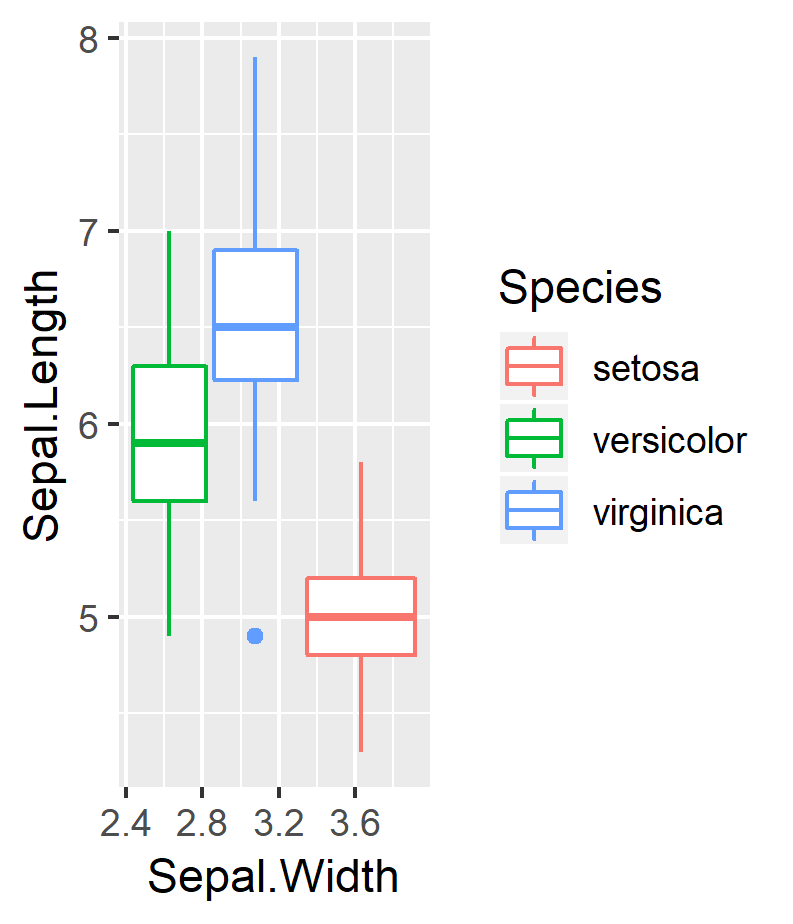 8
7
6
5
Sepal.Length
2.4 2.8 3.2 3.6
Sepal.Width
Species
setosa
versicolor
virginica